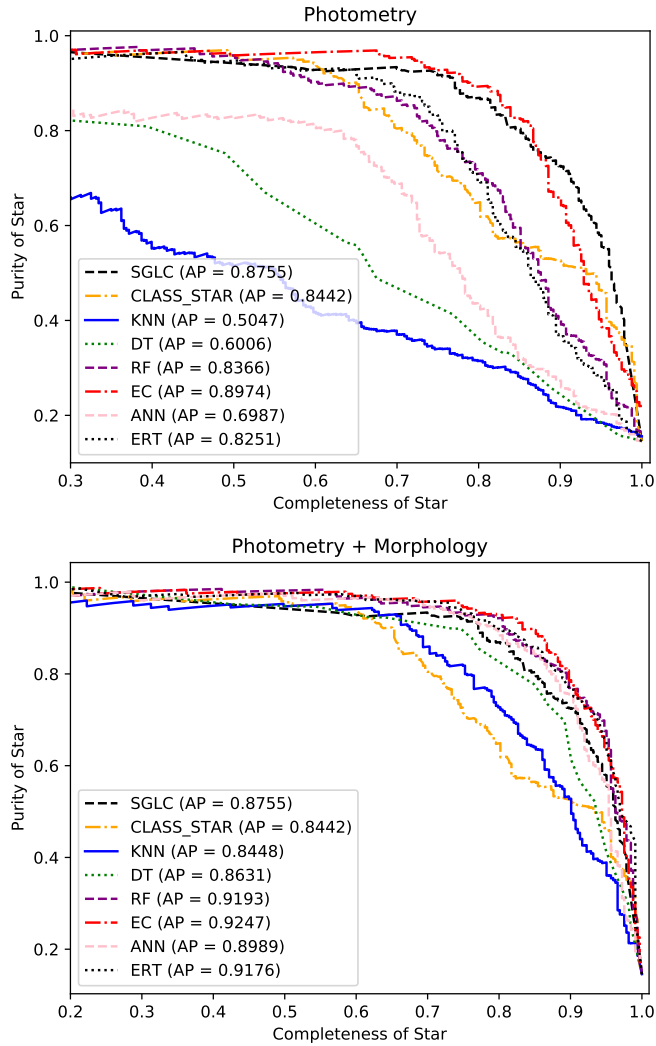 Photometry
1.0
0.8
0.6
0.4
0.2
Purity of Star
SGLC (AP = 0.8755)
CLASS_STAR (AP = 0.8442)
KNN (AP = 0.5047)
DT (AP = 0.6006)
RF (AP = 0.8366)
EC (AP = 0.8974)
ANN (AP = 0.6987)
ERT (AP = 0.8251)
0.3 0.4 0.5 0.6 0.7 0.8 0.9 1.0
Completeness of Star
Photometry + Morphology
1.0
0.8
0.6
0.4
0.2
Purity of Star
SGLC (AP = 0.8755)
CLASS_STAR (AP = 0.8442)
KNN (AP = 0.8448)
DT (AP = 0.8631)
RF (AP = 0.9193)
EC (AP = 0.9247)
ANN (AP = 0.8989)
ERT (AP = 0.9176)
0.2 0.3 0.4 0.5 0.6 0.7 0.8 0.9 1.0
Completeness of Star